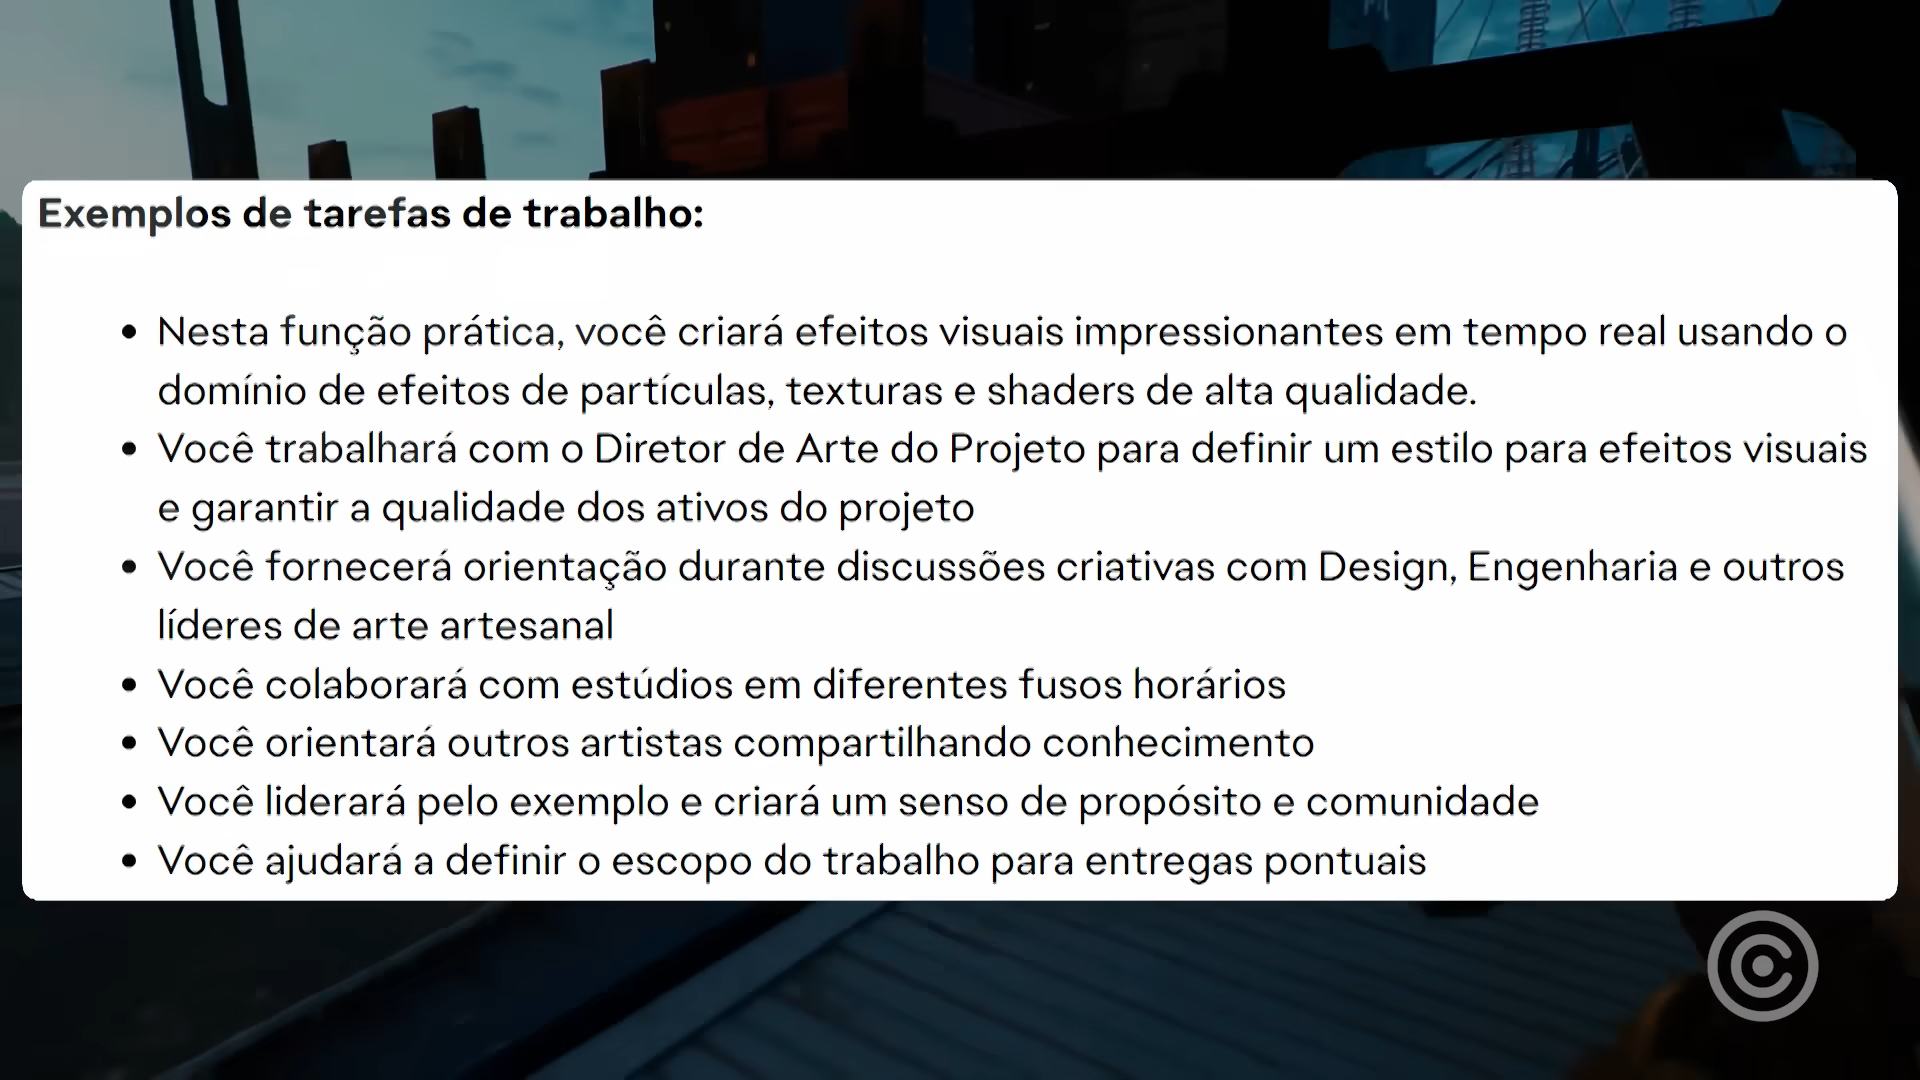 Exemplos de tarefas de trabalho:
• Nesta função prática, você criará efeitos visuais impressionantes em tempo real usando o
domínio de efeitos de partículas, texturas e shaders de alta qualidade.
• Você trabalhará com o Diretor de Arte do Projeto para definir um estilo para efeitos visuais
e garantir a qualidade dos ativos do projeto
• Você fornecerá orientação durante discussões criativas com Design, Engenharia e outros
líderes de arte artesanal
• Você colaborará com estúdios em diferentes fusos horários
• Você orientará outros artistas compartilhando conhecimento
• Você liderará pelo exemplo e criará um senso de propósito e comunidade
• Você ajudará a definir o escopo do trabalho para entregas pontuais